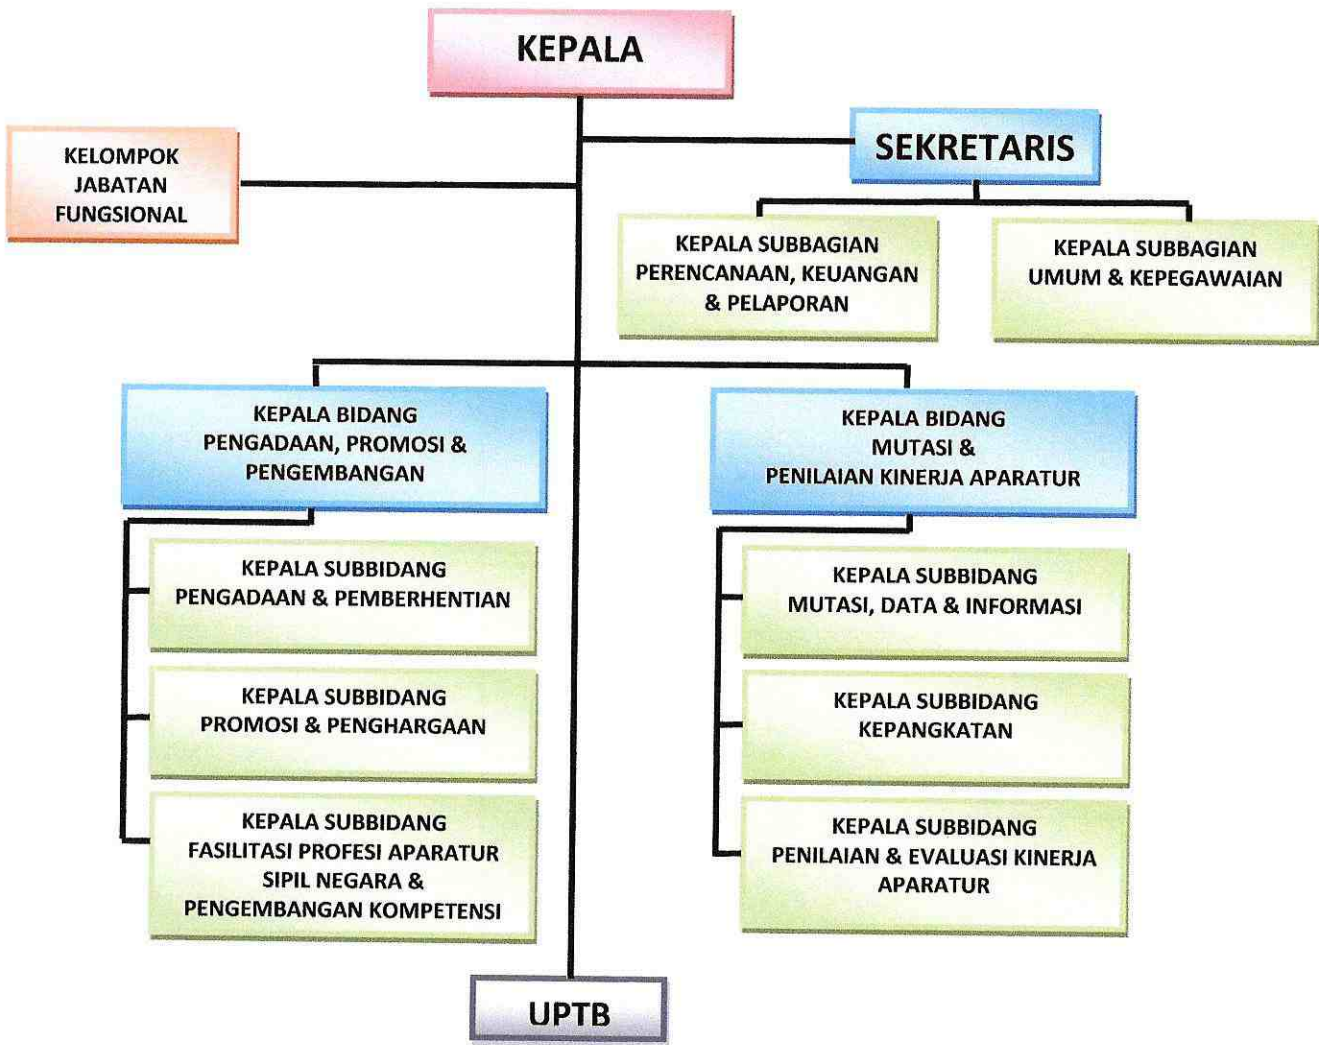 KEPALA
SEKRETARIS
KELOMPOK
JABATAN
FUNGSIONAL
KEPALA SUBBAGIAN
PERENCANAAN, KEUANGAN
& PELAPORAN
KEPALA SUBBAGIAN
UMUM & KEPEGAWAIAN
KEPALA BIDANG
PENGADAAN, PROMOSI &
PENGEMBANGAN
KEPALA BIDANG
MUTASI &
PENILAIAN KINERJA APARATUR
KEPALA SUBBIDANG
PENGADAAN & PEMBERHENTIAN
KEPALA SUBBIDANG
PROMOSI & PENGHARGAAN
KEPALA SUBBIDANG
FASILITASI PROFESI APARATUR
SIPIL NEGARA &
PENGEMBANGAN KOMPETENSI
KEPALA SUBBIDANG
MUTASI, DATA & INFORMASI
KEPALA SUBBIDANG
KEPANGKATAN
KEPALA SUBBIDANG
PENILAIAN & EVALUASI KINERJA
APARATUR
UPTB